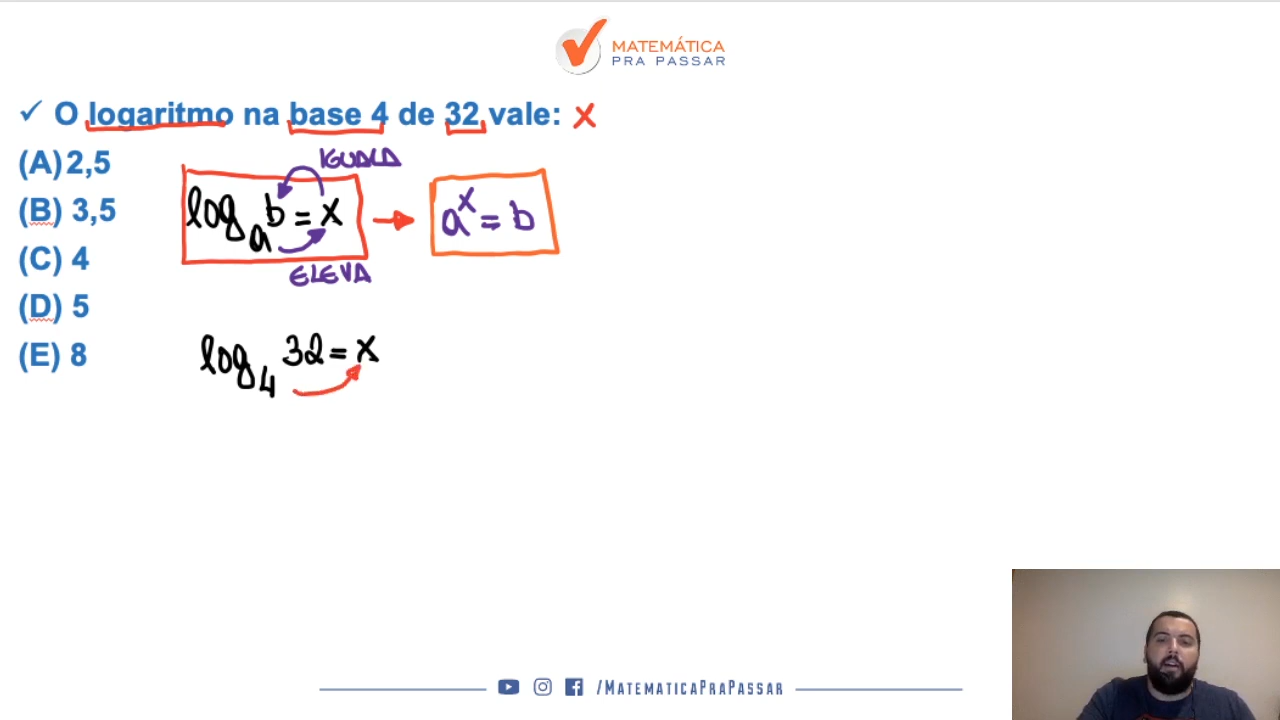 MATEMÁTICA
PRA PASSAR
✓ O logaritmo na base 4 de 32 vale: x
(A) 2,5
(B) 3,5
(C) 4
(D) 5
(E) 8
IGUALA
log_a b = x → a^x = b
ELEVA
log_4 32 = x
/MATEMATICAPRAPASSAR